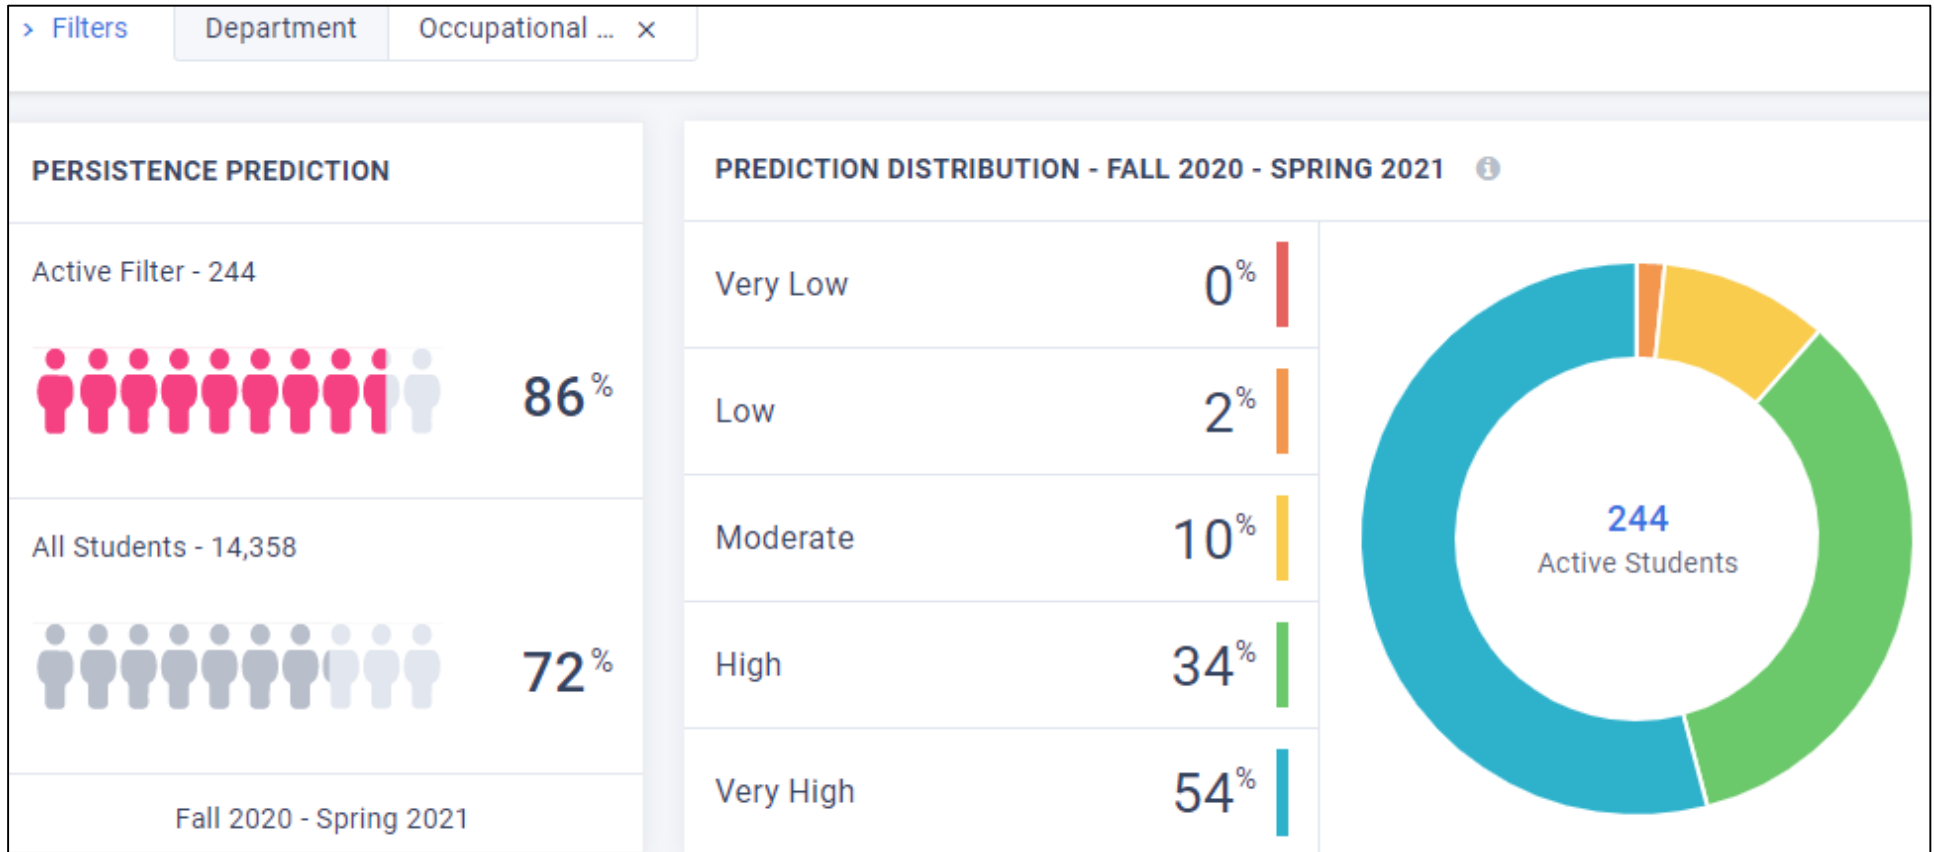 > Filters Department Occupational ... ×
PERSISTENCE PREDICTION
Active Filter - 244
86%
All Students - 14,358
72%
Fall 2020 - Spring 2021
PREDICTION DISTRIBUTION - FALL 2020 - SPRING 2021 i
Very Low 0%
Low 2%
Moderate 10%
High 34%
Very High 54%
244
Active Students